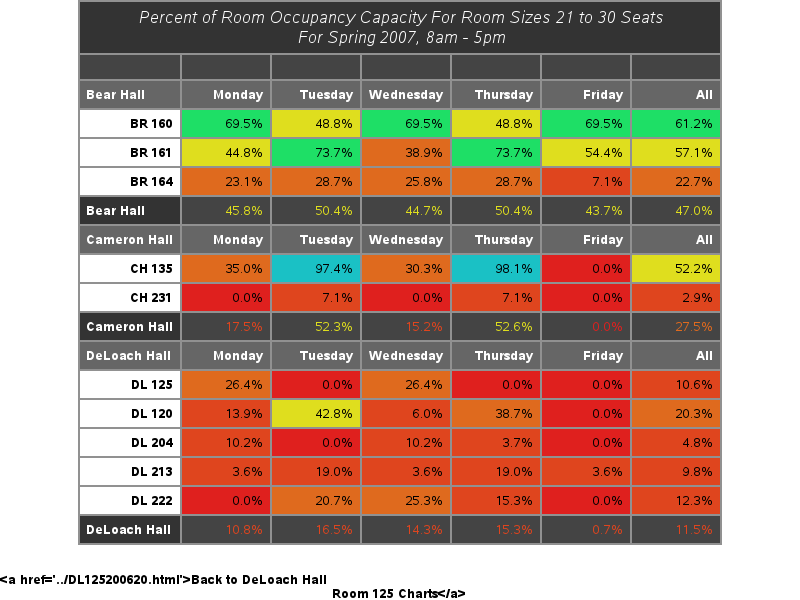 Percent of Room Occupancy Capacity For Room Sizes 21 to 30 Seats
For Spring 2007, 8am - 5pm
Bear Hall Monday Tuesday Wednesday Thursday Friday All
BR 160 69.5% 48.8% 69.5% 48.8% 69.5% 61.2%
BR 161 44.8% 73.7% 38.9% 73.7% 54.4% 57.1%
BR 164 23.1% 28.7% 25.8% 28.7% 7.1% 22.7%
Bear Hall 45.8% 50.4% 44.7% 50.4% 43.7% 47.0%
Cameron Hall Monday Tuesday Wednesday Thursday Friday All
CH 135 35.0% 97.4% 30.3% 98.1% 0.0% 52.2%
CH 231 0.0% 7.1% 0.0% 7.1% 0.0% 2.9%
Cameron Hall 17.5% 52.3% 15.2% 52.6% 0.0% 27.5%
DeLoach Hall Monday Tuesday Wednesday Thursday Friday All
DL 125 26.4% 0.0% 26.4% 0.0% 0.0% 10.6%
DL 120 13.9% 42.8% 6.0% 38.7% 0.0% 20.3%
DL 204 10.2% 0.0% 10.2% 3.7% 0.0% 4.8%
DL 213 3.6% 19.0% 3.6% 19.0% 3.6% 9.8%
DL 222 0.0% 20.7% 25.3% 15.3% 0.0% 12.3%
DeLoach Hall 10.8% 16.5% 14.3% 15.3% 0.7% 11.5%
<a href='../DL125200620.html'>Back to DeLoach Hall
Room 125 Charts</a>